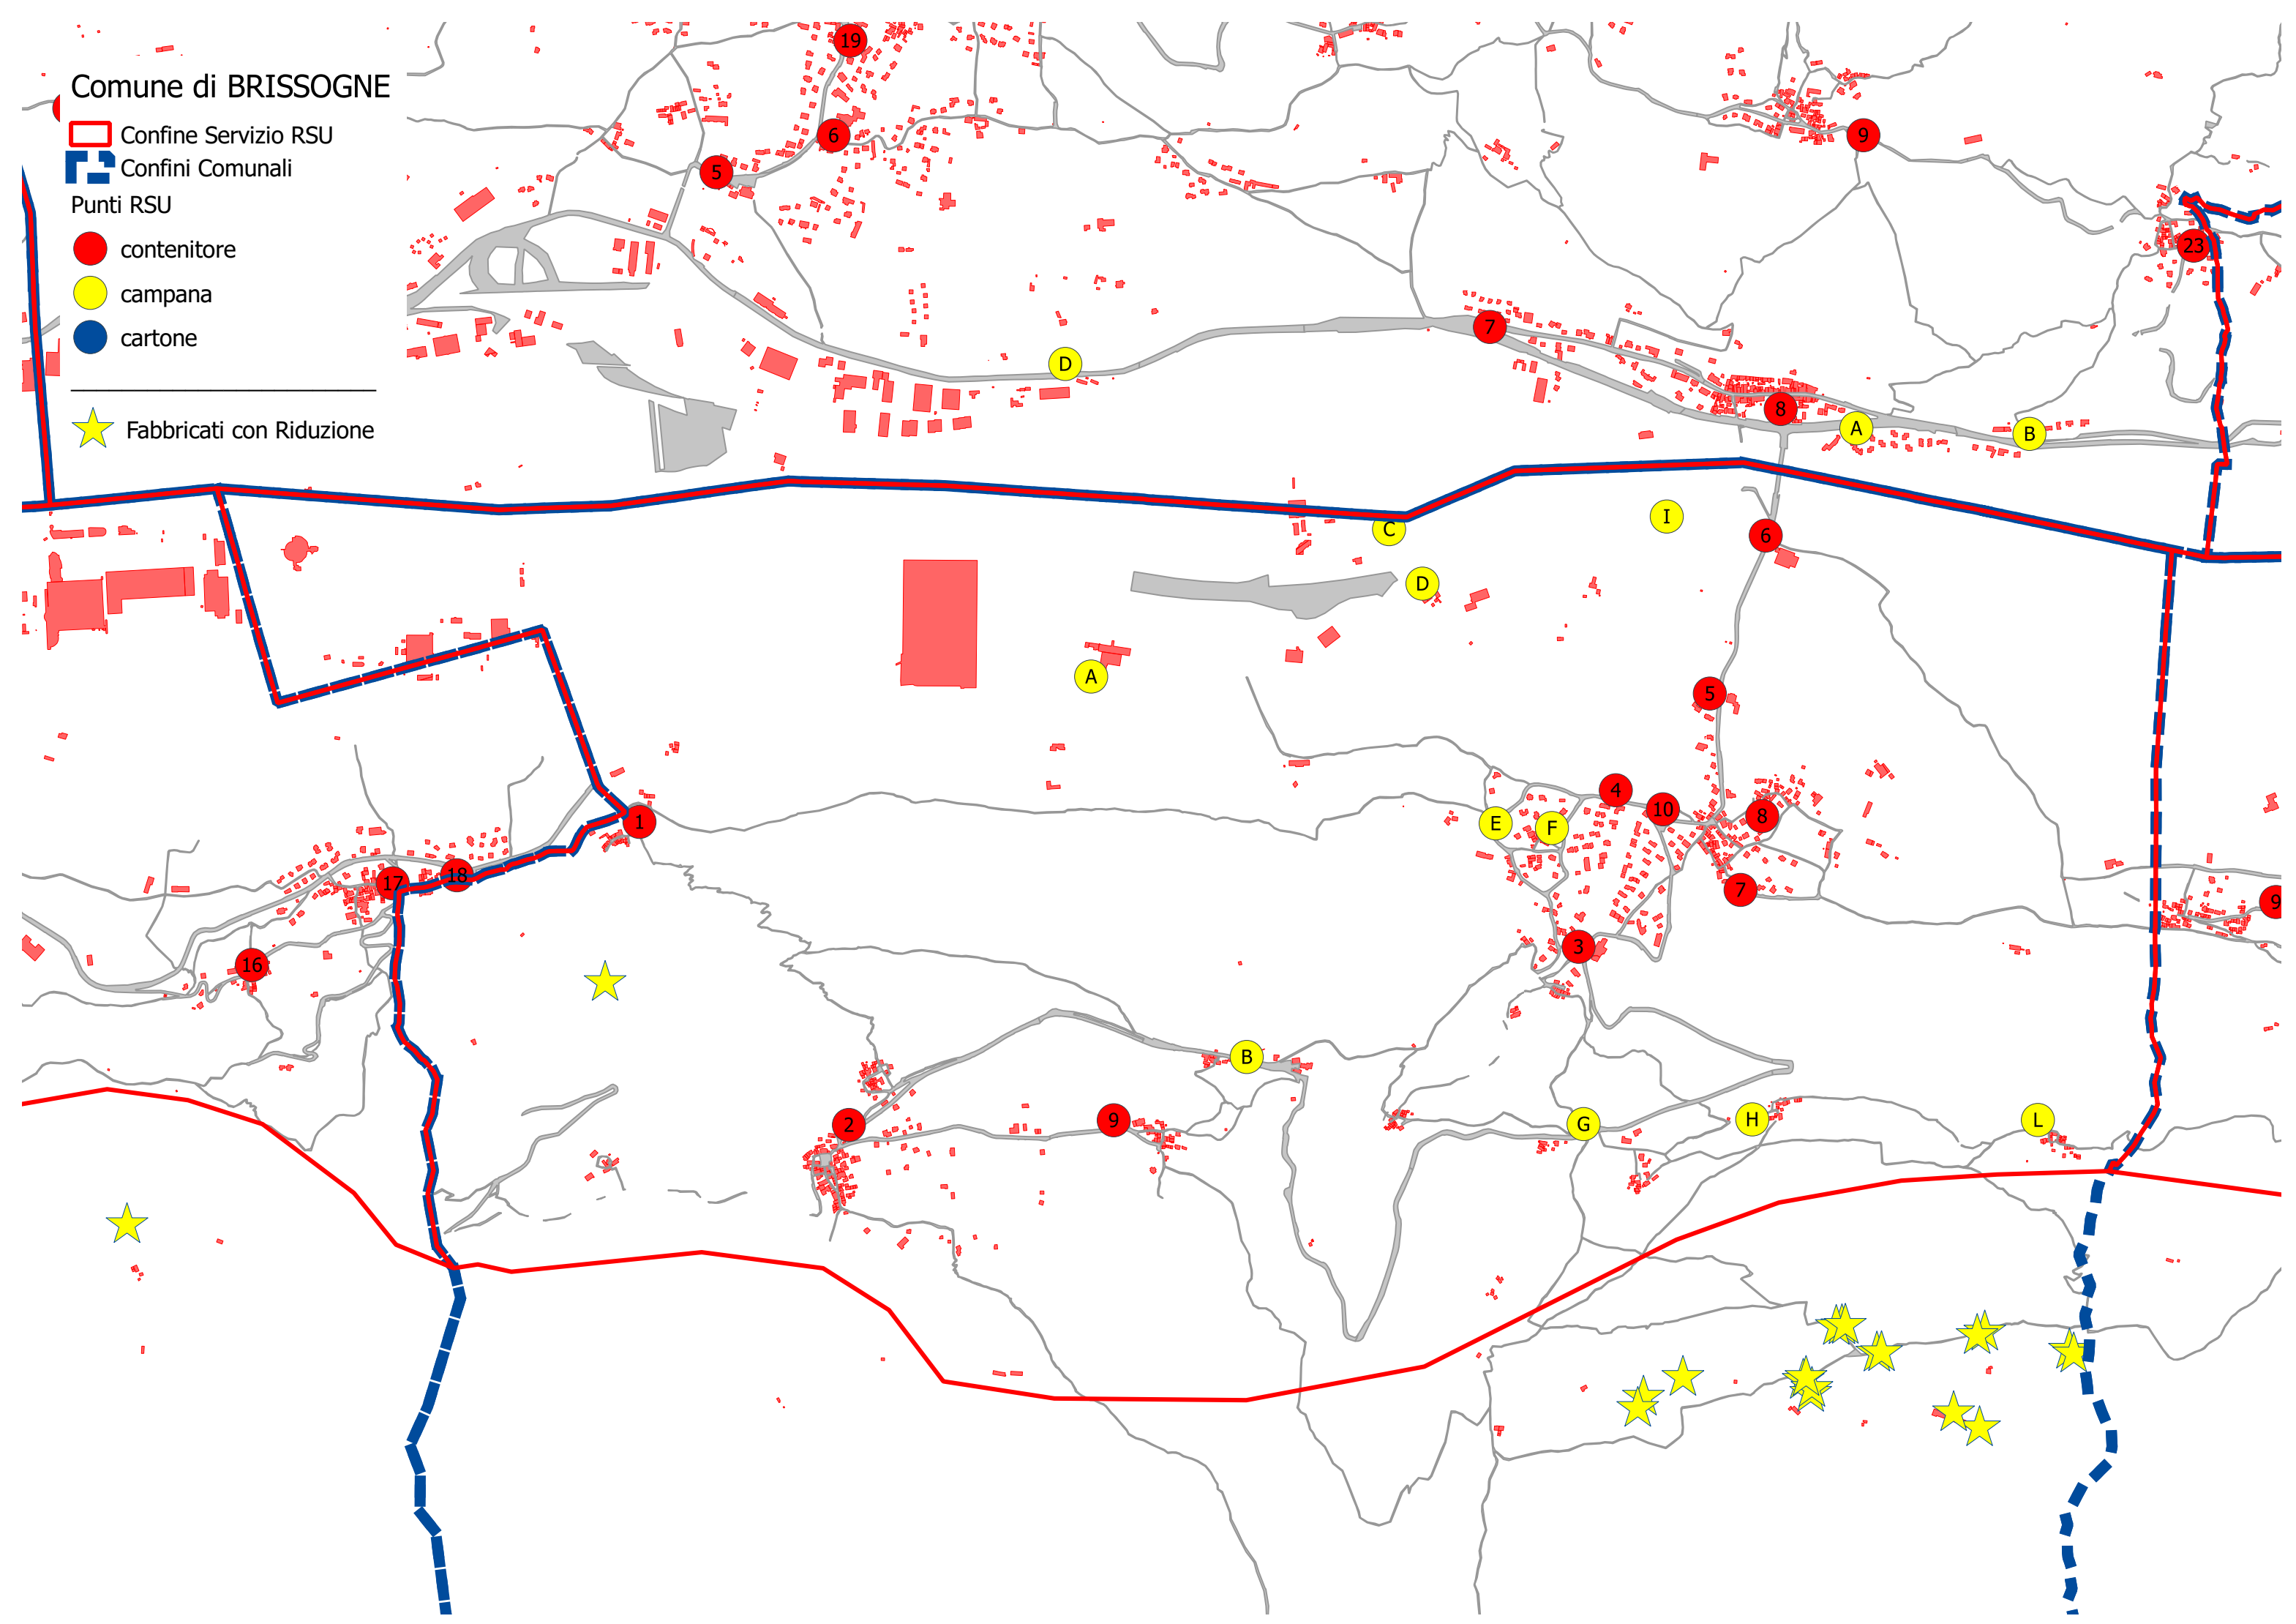 19
Comune di BRISSOGNE
Confine Servizio RSU
6
9
Confini Comunali
5
Punti RSU
contenitore
23
campana
cartone
7
D
8
Fabbricati con Riduzione
A
B
I
C
6
D
A
5
4
10
1
E
F
8
18
17
7
9
3
16
B
2
9
G
H
L